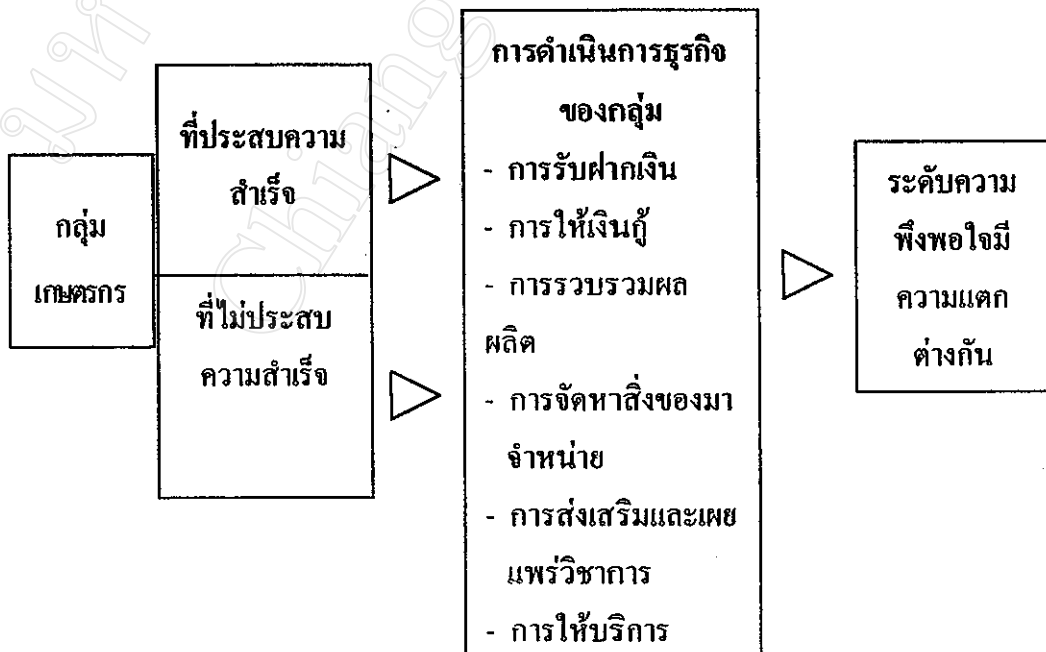 กลุ่ม
เกษตรกร
ที่ประสบความ
สำเร็จ
ที่ไม่ประสบ
ความสำเร็จ
การดำเนินการธุรกิจ
ของกลุ่ม
- การรับฝากเงิน
- การให้เงินกู้
- การรวบรวมผล
ผลิต
- การจัดหาสิ่งของมา
จำหน่าย
- การส่งเสริมและเผย
แพร่วิชาการ
- การให้บริการ
ระดับความ
พึงพอใจมี
ความแตก
ต่างกัน
Chiang